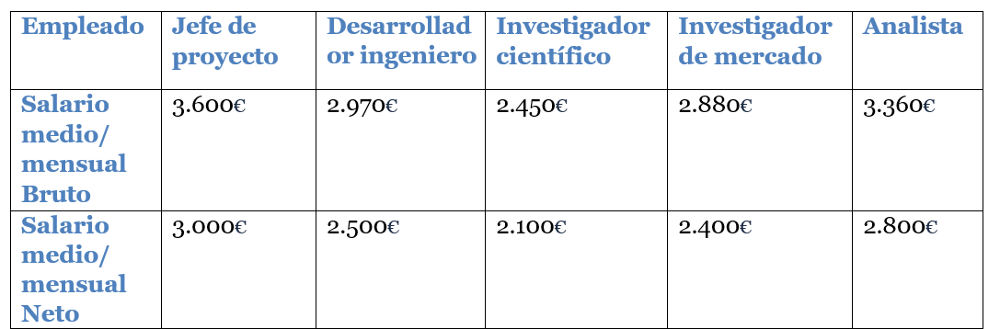 Empleado
Jefe de
proyecto
Desarrollad
or ingeniero
Investigador
científico
Investigador
de mercado
Analista
Salario
medio/
mensual
Bruto
3.600€
2.970€
2.450€
2.880€
3.360€
Salario
medio/
mensual
Neto
3.000€
2.500€
2.100€
2.400€
2.800€